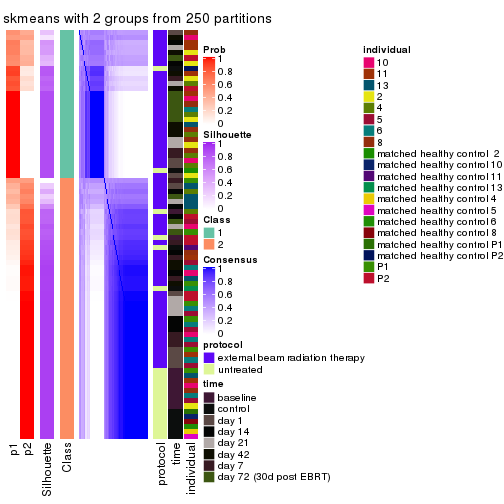 skmeans with 2 groups from 250 partitions
Prob
1
0.8
0.6
0.4
0.2
0
Silhouette
1
0.8
0.6
0.4
0.2
0
Class
1
2
Consensus
1
0.8
0.6
0.4
0.2
0
protocol
external beam radiation therapy
untreated
time
baseline
control
day 1
day 14
day 21
day 42
day 7
day 72 (30d post EBRT)
individual
10
11
13
2
4
5
6
8
matched healthy control  2
matched healthy control 10
matched healthy control 11
matched healthy control 13
matched healthy control 4
matched healthy control 5
matched healthy control 6
matched healthy control 8
matched healthy control P1
matched healthy control P2
P1
P2
p1
p2
Silhouette
Class
protocol
time
individual